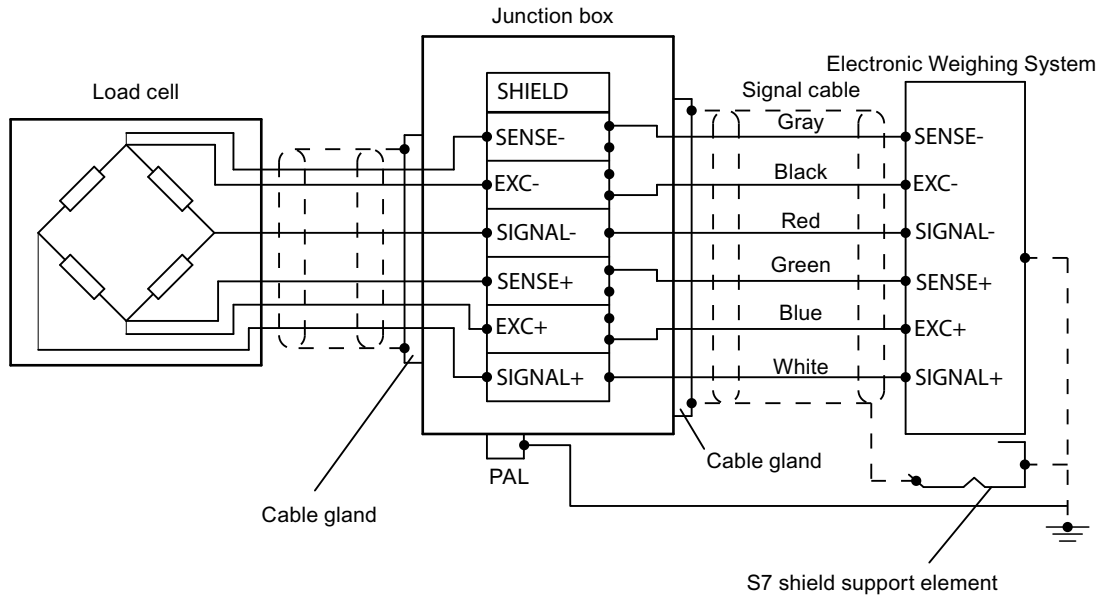 Junction box
Electronic Weighing System
Load cell
SHIELD
Signal cable
SENSE-
Gray
SENSE-
EXC-
Black
EXC-
SIGNAL-
Red
SIGNAL-
SENSE+
Green
SENSE+
EXC+
Blue
EXC+
SIGNAL+
White
SIGNAL+
PAL
Cable gland
Cable gland
S7 shield support element